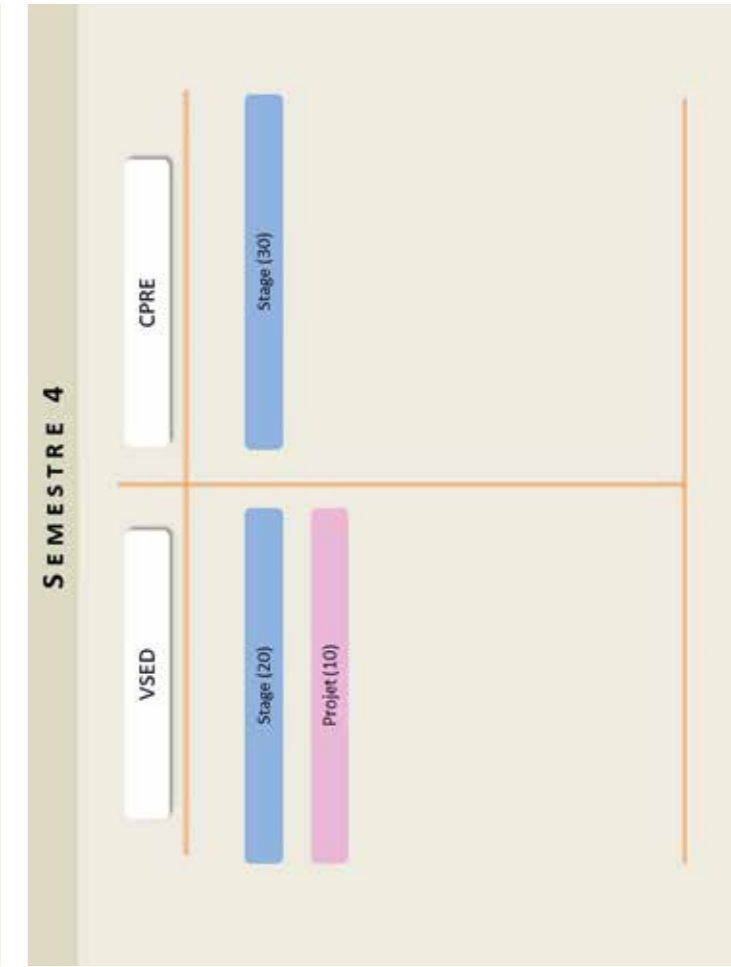 SEMESTRE 4
VSED
CPRE
Stage (20)
Stage (30)
Projet (10)